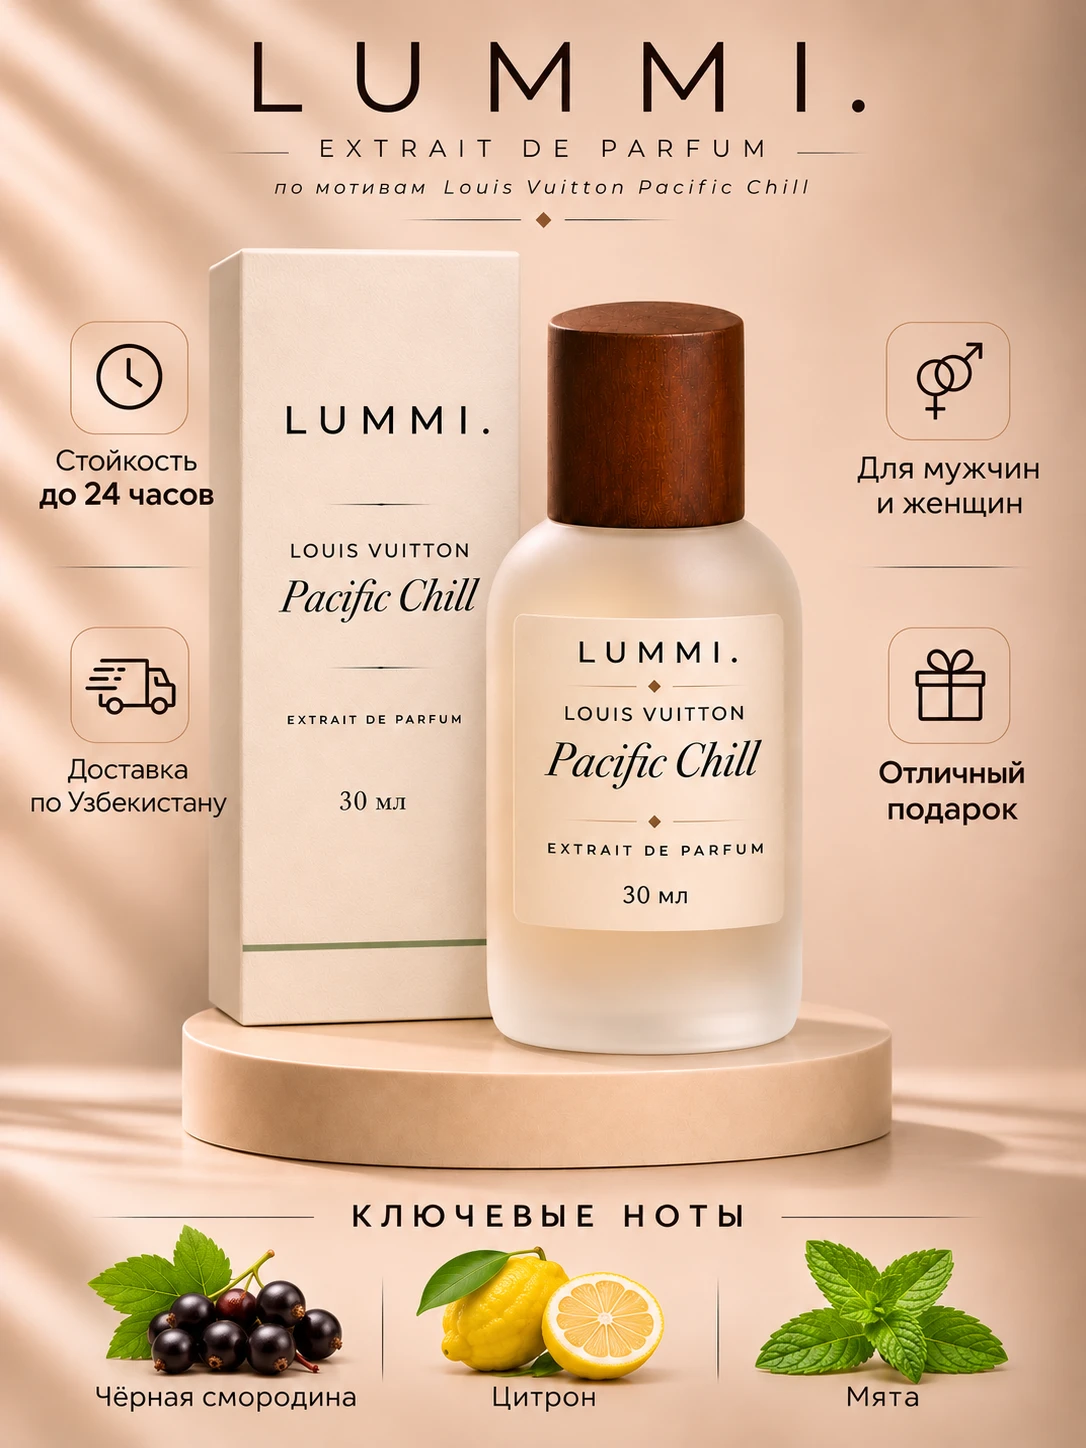 LUMMI.
EXTRAIT DE PARFUM
по мотивам Louis Vuitton Pacific Chill
Стойкость
до 24 часов
Для мужчин
и женщин
Доставка
по Узбекистану
Отличный
подарок
LUMMI.
LOUIS VUITTON
Pacific Chill
EXTRAIT DE PARFUM
30 мл
LUMMI.
LOUIS VUITTON
Pacific Chill
EXTRAIT DE PARFUM
30 мл
КЛЮЧЕВЫЕ НОТЫ
Чёрная смородина
Цитрон
Мята